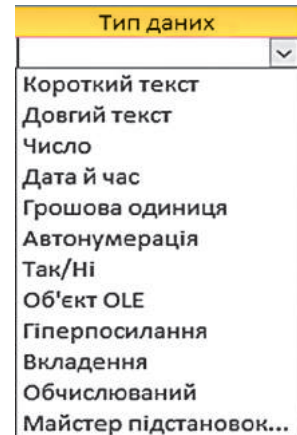 Тип даних
Короткий текст
Довгий текст
Число
Дата й час
Грошова одиниця
Автонумерація
Так/Ні
Об'єкт OLE
Гіперпосилання
Вкладення
Обчислюваний
Майстер підстановок...